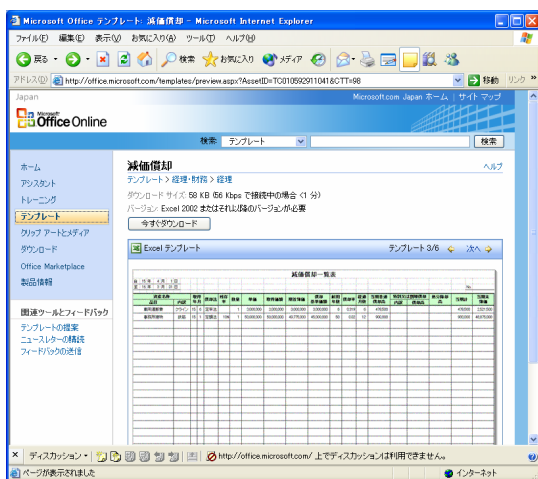 Microsoft Office テンプレート: 減価償却 - Microsoft Internet Explorer
ファイル(F) 編集(E) 表示(V) お気に入り(A) ツール(T) ヘルプ(H)
戻る 検索 お気に入り メディア
アドレス(D) http://office.microsoft.com/templates/preview.aspx?AssetID=TC010592911041&CTT=98 移動 リンク »
Japan Microsoft.com Japan ホーム | サイト マップ
Microsoft Office Online
検索: テンプレート 検索
ホーム
アシスタント
トレーニング
テンプレート
クリップ アートとメディア
ダウンロード
Office Marketplace
製品情報
関連ツールとフィードバック
テンプレートの提案
ニュースレターの購読
フィードバックの送信
減価償却 ヘルプ
テンプレート > 経理・財務 > 経理
ダウンロード サイズ: 58 KB (56 Kbps で接続中の場合 <1 分)
バージョン: Excel 2002 またはそれ以降のバージョンが必要
今すぐダウンロード
Excel テンプレート テンプレート 3/6 次へ
減価償却一覧表
× ディスカッション http://office.microsoft.com/ 上でディスカッションは利用できません。
ページが表示されました インターネット